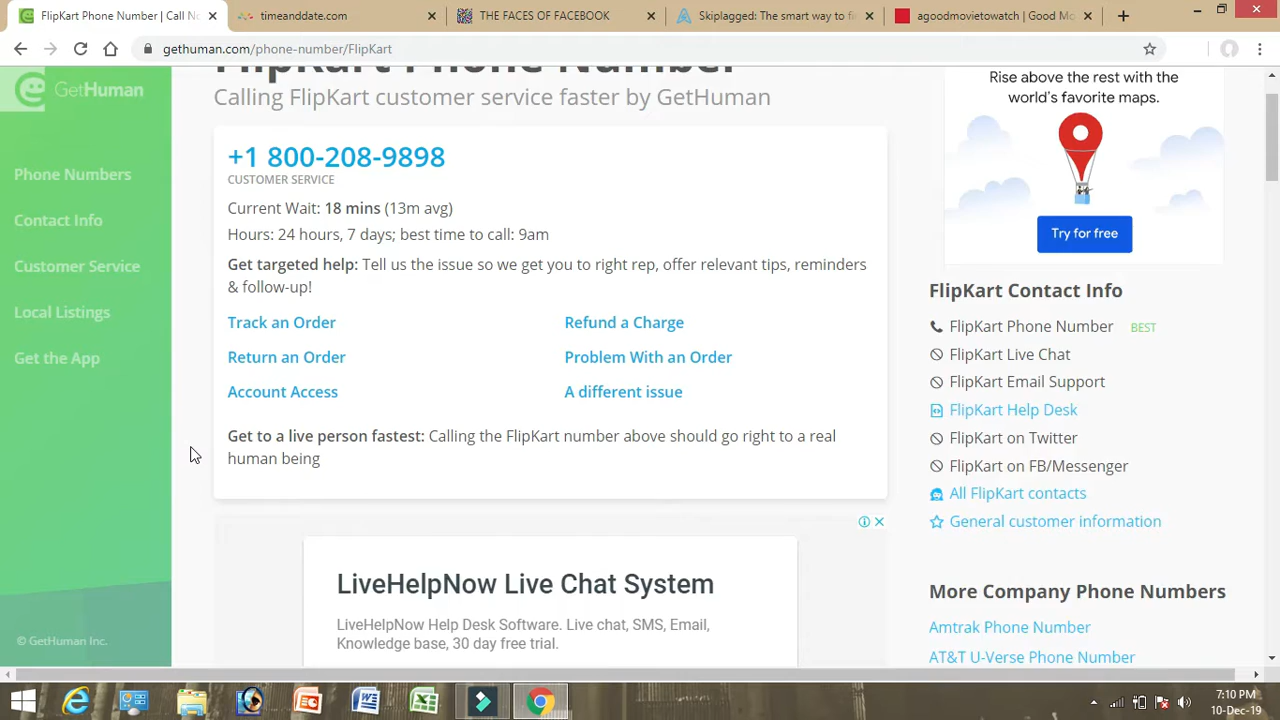 FlipKart Phone Number | Call No
timeanddate.com
THE FACES OF FACEBOOK
Skiplagged: The smart way to fi
agoodmovietowatch | Good Mo
gethuman.com/phone-number/FlipKart
GetHuman
Phone Numbers
Contact Info
Customer Service
Local Listings
Get the App
© GetHuman Inc.
FlipKart Phone Number
Calling FlipKart customer service faster by GetHuman
+1 800-208-9898
CUSTOMER SERVICE
Current Wait: 18 mins (13m avg)
Hours: 24 hours, 7 days; best time to call: 9am
Get targeted help: Tell us the issue so we get you to right rep, offer relevant tips, reminders
& follow-up!
Track an Order
Refund a Charge
Return an Order
Problem With an Order
Account Access
A different issue
Get to a live person fastest: Calling the FlipKart number above should go right to a real
human being
LiveHelpNow Live Chat System
LiveHelpNow Help Desk Software. Live chat, SMS, Email,
Knowledge base, 30 day free trial.
Rise above the rest with the
world's favorite maps.
Try for free
FlipKart Contact Info
FlipKart Phone Number BEST
FlipKart Live Chat
FlipKart Email Support
FlipKart Help Desk
FlipKart on Twitter
FlipKart on FB/Messenger
All FlipKart contacts
General customer information
More Company Phone Numbers
Amtrak Phone Number
AT&T U-Verse Phone Number
7:10 PM
10-Dec-19